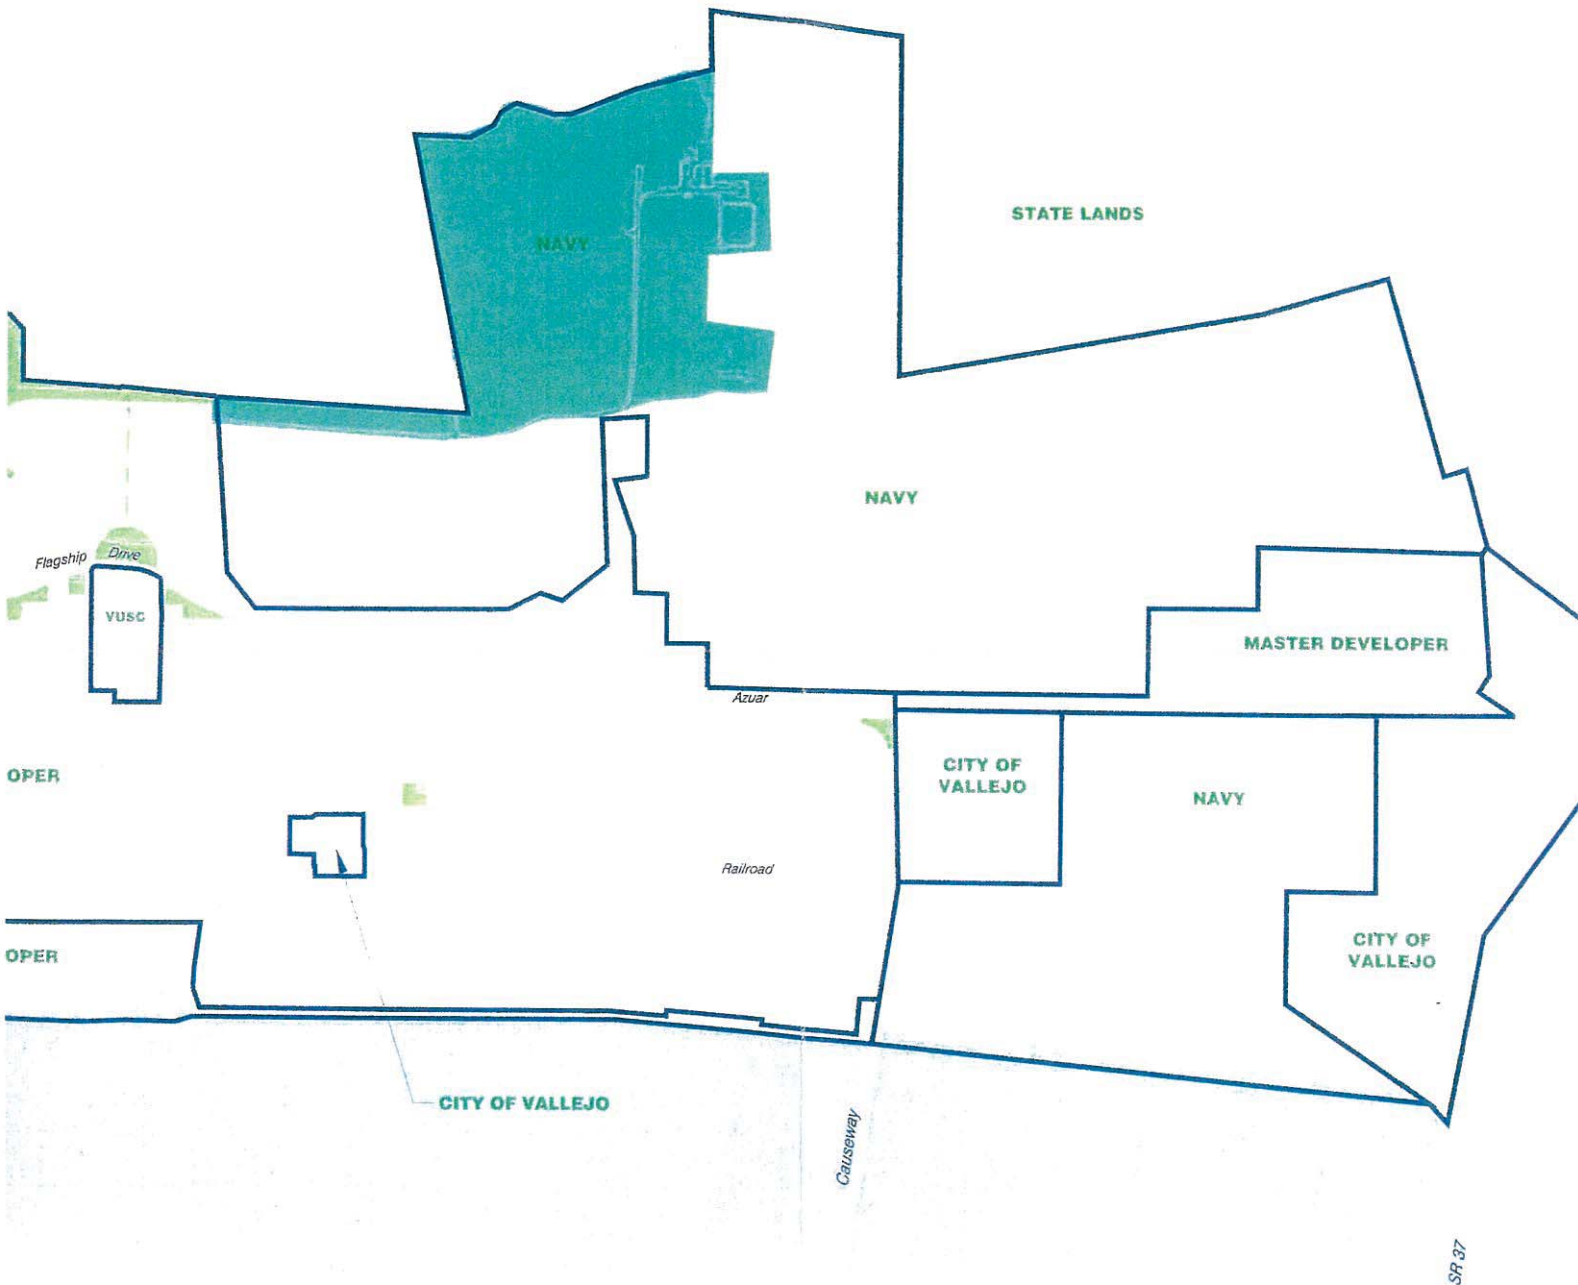 STATE LANDS
NAVY
NAVY
Flagship Drive
VUSC
MASTER DEVELOPER
Azuar
CITY OF
VALLEJO
NAVY
OPER
Railroad
CITY OF
VALLEJO
OPER
CITY OF VALLEJO
Causeway
SR 37